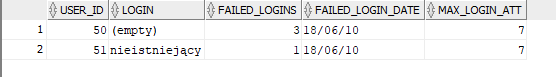 USER_ID LOGIN FAILED_LOGINS FAILED_LOGIN_DATE MAX_LOGIN_ATT
1 50 (empty) 3 18/06/10 7
2 51 nieistniejący 1 18/06/10 7